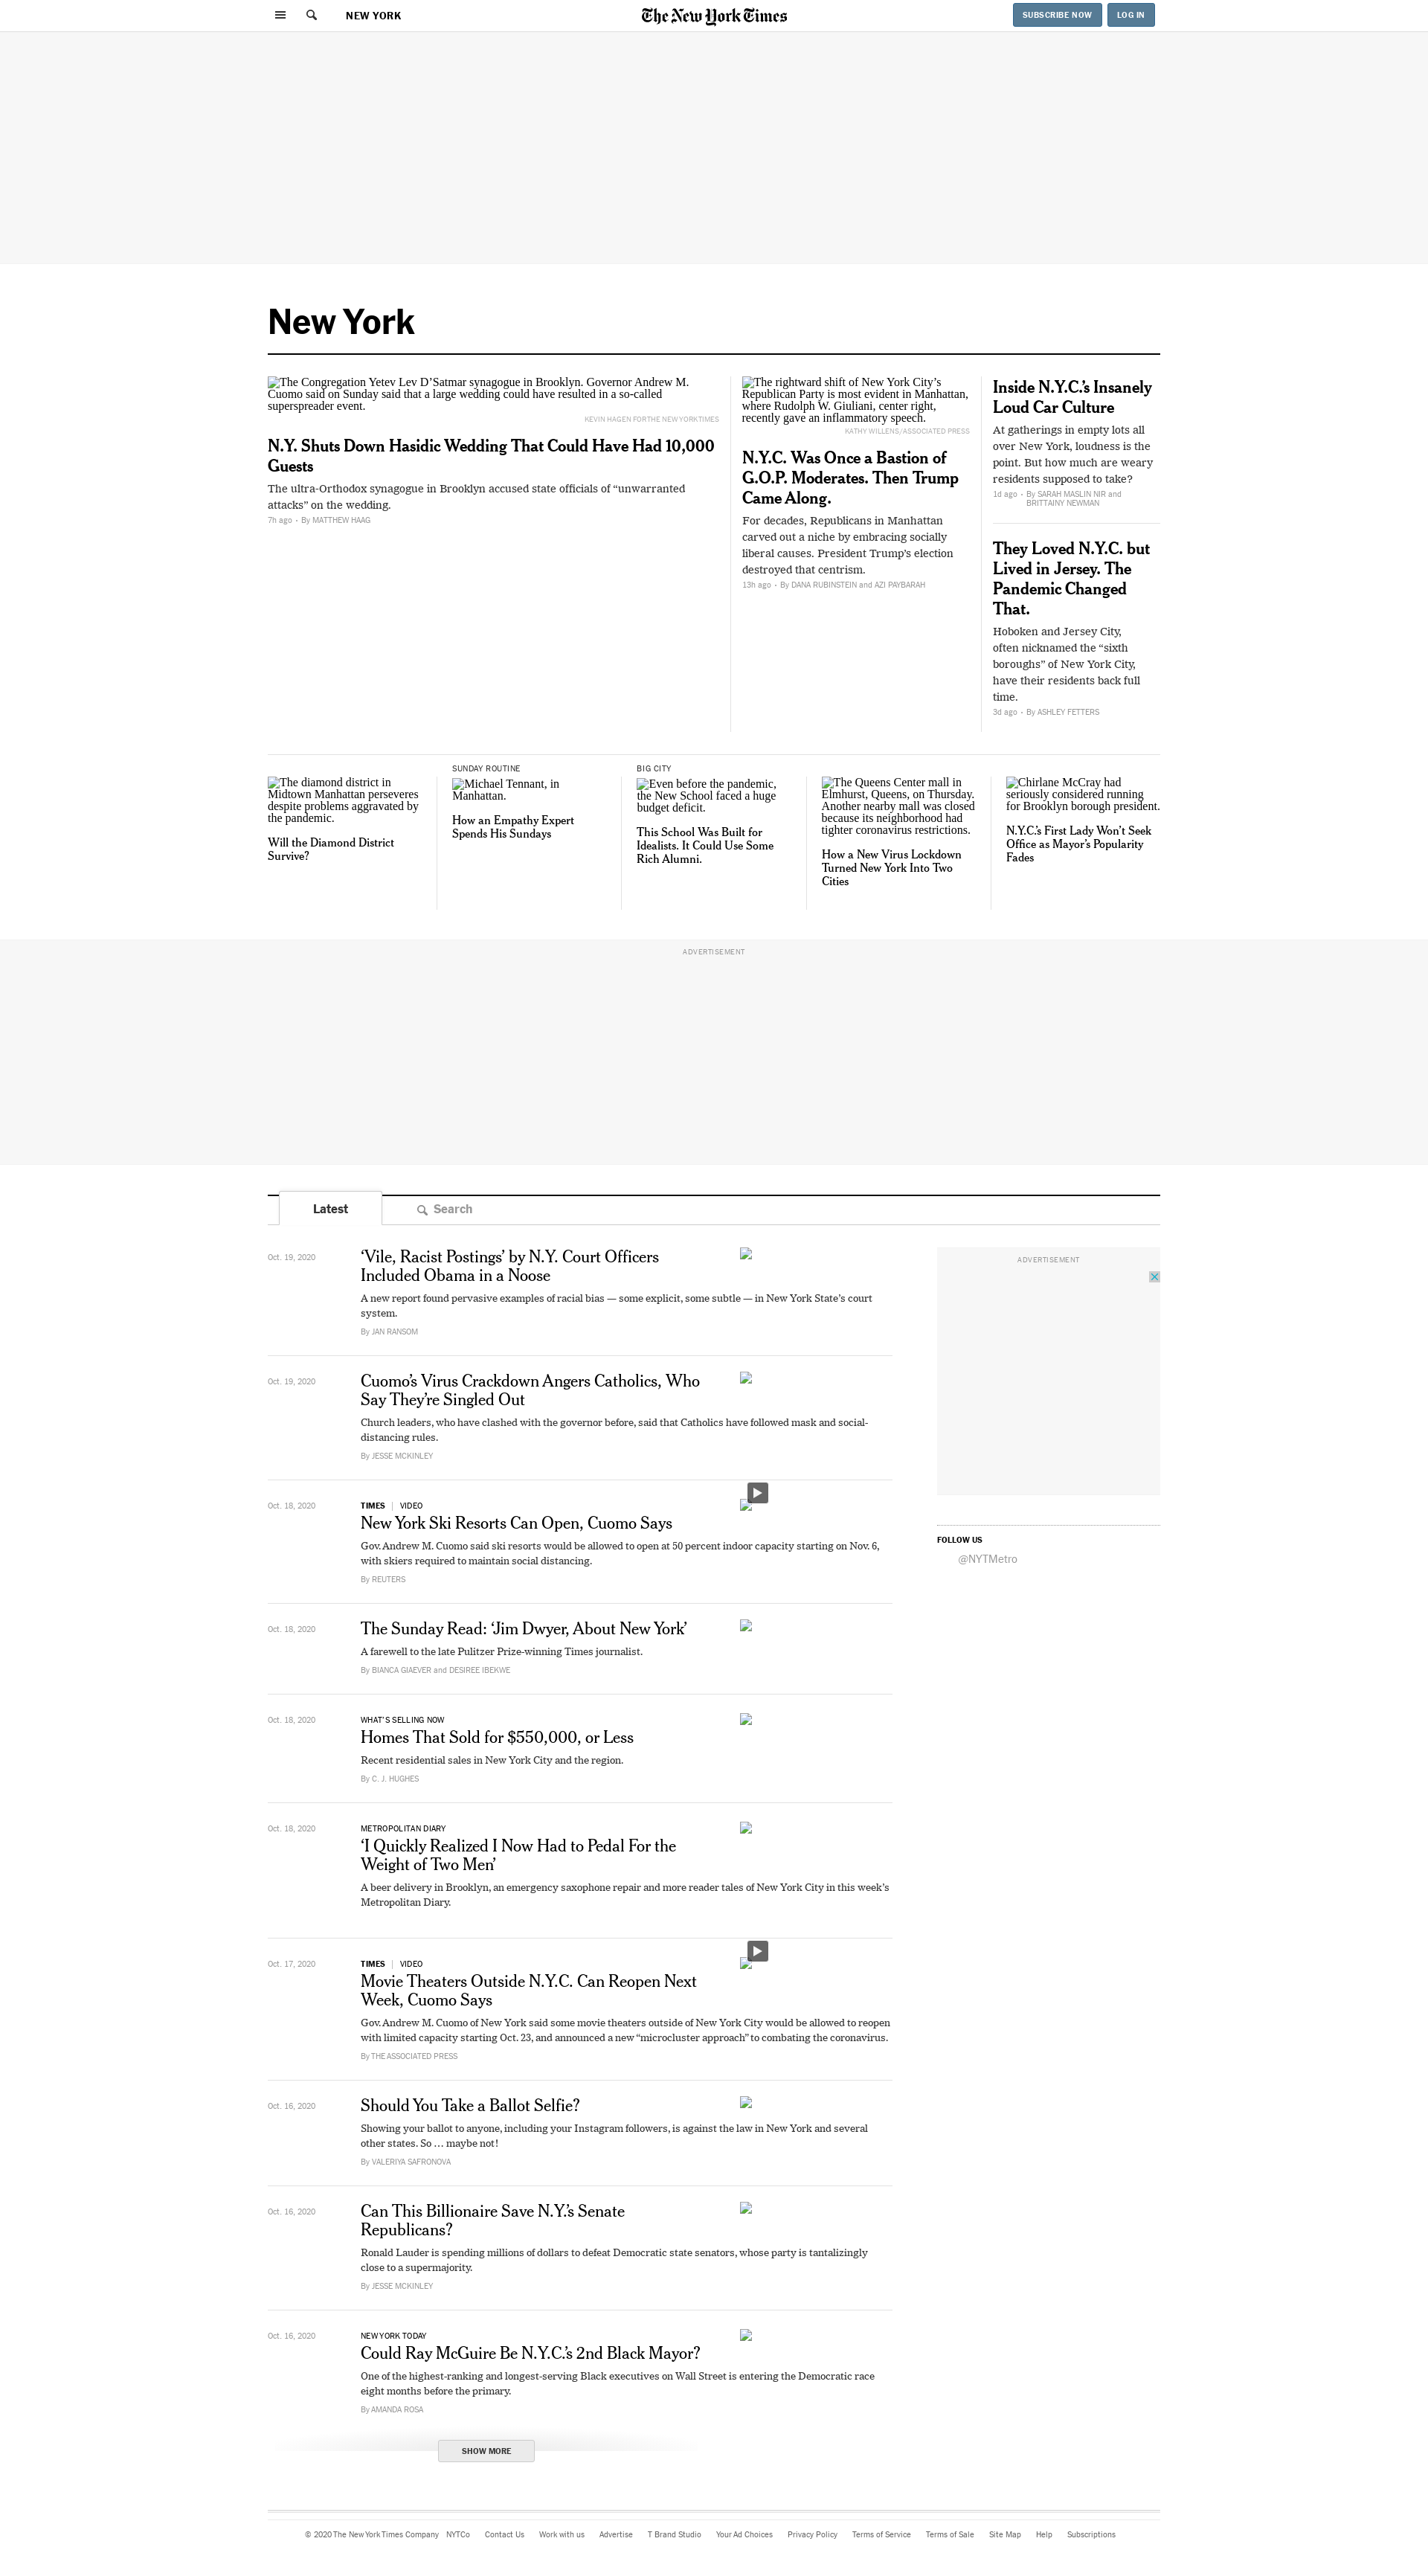 NEW YORK
The New York Times
SUBSCRIBE NOW
LOG IN
New York
The Congregation Yetev Lev D’Satmar synagogue in Brooklyn. Governor Andrew M.
Cuomo said on Sunday said that a large wedding could have resulted in a so-called
superspreader event.
KEVIN HAGEN FOR THE NEW YORK TIMES
N.Y. Shuts Down Hasidic Wedding That Could Have Had 10,000
Guests
The ultra-Orthodox synagogue in Brooklyn accused state officials of “unwarranted
attacks” on the wedding.
7h ago • By MATTHEW HAAG
The rightward shift of New York City’s
Republican Party is most evident in Manhattan,
where Rudolph W. Giuliani, center right,
recently gave an inflammatory speech.
KATHY WILLENS/ASSOCIATED PRESS
N.Y.C. Was Once a Bastion of
G.O.P. Moderates. Then Trump
Came Along.
For decades, Republicans in Manhattan
carved out a niche by embracing socially
liberal causes. President Trump’s election
destroyed that centrism.
13h ago • By DANA RUBINSTEIN and AZI PAYBARAH
Inside N.Y.C.’s Insanely
Loud Car Culture
At gatherings in empty lots all
over New York, loudness is the
point. But how much are weary
residents supposed to take?
1d ago • By SARAH MASLIN NIR and
BRITTAINY NEWMAN
They Loved N.Y.C. but
Lived in Jersey. The
Pandemic Changed
That.
Hoboken and Jersey City,
often nicknamed the “sixth
boroughs” of New York City,
have their residents back full
time.
3d ago • By ASHLEY FETTERS
The diamond district in
Midtown Manhattan perseveres
despite problems aggravated by
the pandemic.
Will the Diamond District
Survive?
SUNDAY ROUTINE
Michael Tennant, in
Manhattan.
How an Empathy Expert
Spends His Sundays
BIG CITY
Even before the pandemic,
the New School faced a huge
budget deficit.
This School Was Built for
Idealists. It Could Use Some
Rich Alumni.
The Queens Center mall in
Elmhurst, Queens, on Thursday.
Another nearby mall was closed
because its neighborhood had
tighter coronavirus restrictions.
How a New Virus Lockdown
Turned New York Into Two
Cities
Chirlane McCray had
seriously considered running
for Brooklyn borough president.
N.Y.C.’s First Lady Won’t Seek
Office as Mayor’s Popularity
Fades
ADVERTISEMENT
Latest
Search
Oct. 19, 2020
‘Vile, Racist Postings’ by N.Y. Court Officers
Included Obama in a Noose
A new report found pervasive examples of racial bias — some explicit, some subtle — in New York State’s court
system.
By JAN RANSOM
Oct. 19, 2020
Cuomo’s Virus Crackdown Angers Catholics, Who
Say They’re Singled Out
Church leaders, who have clashed with the governor before, said that Catholics have followed mask and social-
distancing rules.
By JESSE MCKINLEY
Oct. 18, 2020
TIMES | VIDEO
New York Ski Resorts Can Open, Cuomo Says
Gov. Andrew M. Cuomo said ski resorts would be allowed to open at 50 percent indoor capacity starting on Nov. 6,
with skiers required to maintain social distancing.
By REUTERS
Oct. 18, 2020
The Sunday Read: ‘Jim Dwyer, About New York’
A farewell to the late Pulitzer Prize-winning Times journalist.
By BIANCA GIAEVER and DESIREE IBEKWE
Oct. 18, 2020
WHAT’S SELLING NOW
Homes That Sold for $550,000, or Less
Recent residential sales in New York City and the region.
By C. J. HUGHES
Oct. 18, 2020
METROPOLITAN DIARY
‘I Quickly Realized I Now Had to Pedal For the
Weight of Two Men’
A beer delivery in Brooklyn, an emergency saxophone repair and more reader tales of New York City in this week’s
Metropolitan Diary.
Oct. 17, 2020
TIMES | VIDEO
Movie Theaters Outside N.Y.C. Can Reopen Next
Week, Cuomo Says
Gov. Andrew M. Cuomo of New York said some movie theaters outside of New York City would be allowed to reopen
with limited capacity starting Oct. 23, and announced a new “microcluster approach” to combating the coronavirus.
By THE ASSOCIATED PRESS
Oct. 16, 2020
Should You Take a Ballot Selfie?
Showing your ballot to anyone, including your Instagram followers, is against the law in New York and several
other states. So … maybe not!
By VALERIYA SAFRONOVA
Oct. 16, 2020
Can This Billionaire Save N.Y.’s Senate
Republicans?
Ronald Lauder is spending millions of dollars to defeat Democratic state senators, whose party is tantalizingly
close to a supermajority.
By JESSE MCKINLEY
Oct. 16, 2020
NEW YORK TODAY
Could Ray McGuire Be N.Y.C.’s 2nd Black Mayor?
One of the highest-ranking and longest-serving Black executives on Wall Street is entering the Democratic race
eight months before the primary.
By AMANDA ROSA
SHOW MORE
ADVERTISEMENT
FOLLOW US
@NYTMetro
© 2020 The New York Times Company NYTCo Contact Us Work with us Advertise T Brand Studio Your Ad Choices Privacy Policy Terms of Service Terms of Sale Site Map Help Subscriptions